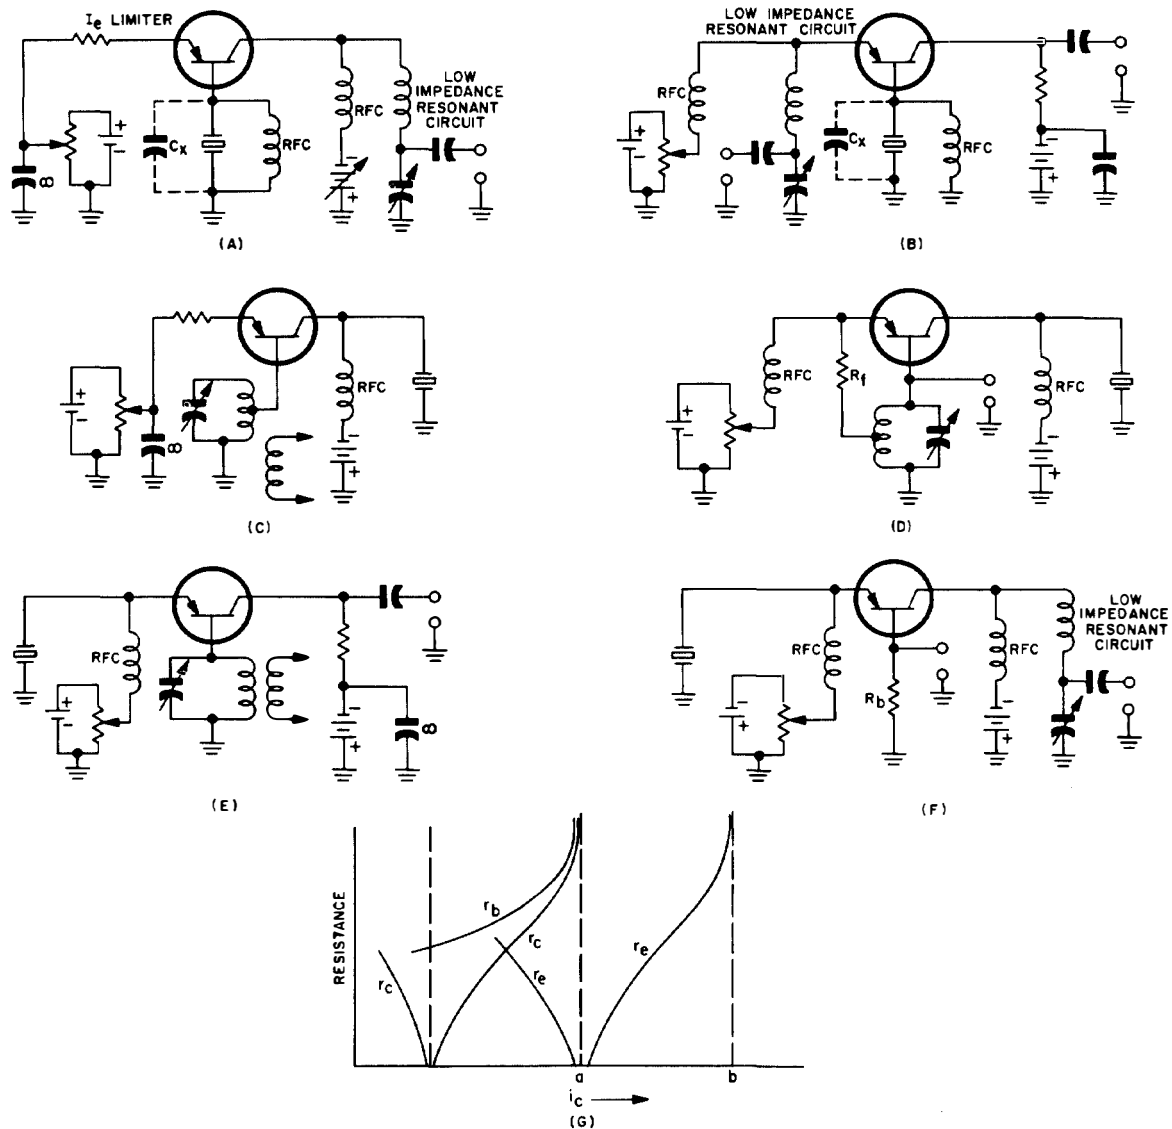 Ie LIMITER
LOW
IMPEDANCE
RESONANT
CIRCUIT
RFC
Cx
RFC
+
-
-
+
∞
(A)
LOW IMPEDANCE
RESONANT CIRCUIT
RFC
+
-
Cx
RFC
-
+
(B)
RFC
+
-
∞
-
+
(C)
RFC
Rf
RFC
+
-
-
+
(D)
RFC
+
-
-
+
∞
(E)
LOW
IMPEDANCE
RESONANT
CIRCUIT
RFC
RFC
Rb
+
-
-
+
(F)
RESISTANCE
rb
rc
re
rc
re
a
b
ic
(G)